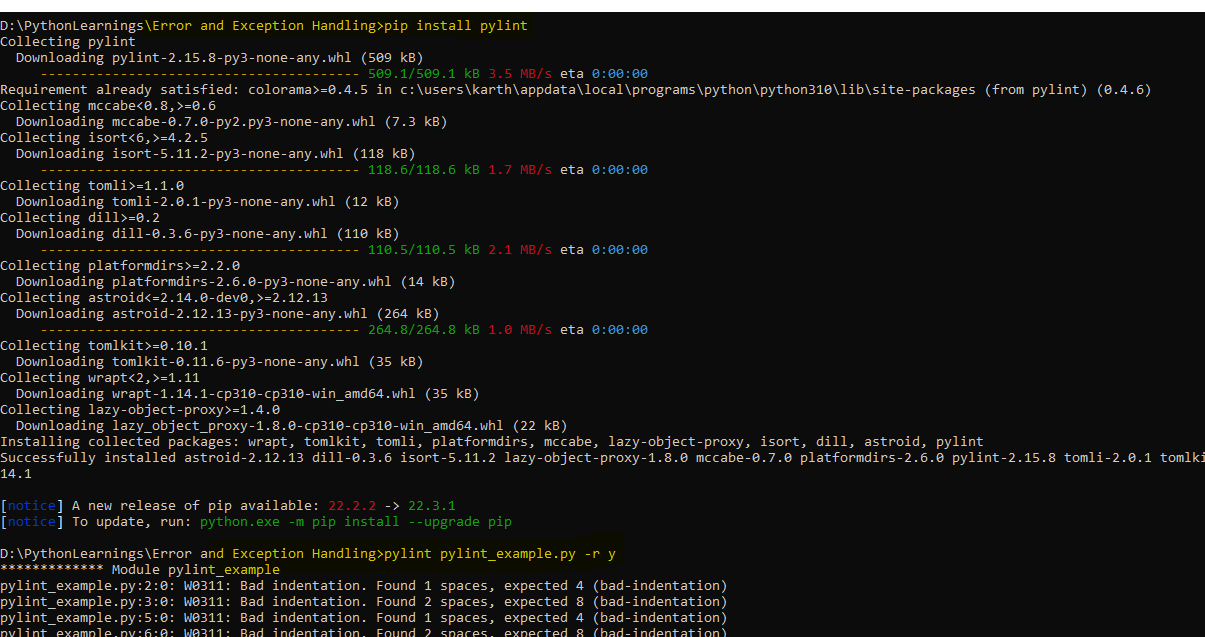 D:\PythonLearnings\Error and Exception Handling>pip install pylint
Collecting pylint
  Downloading pylint-2.15.8-py3-none-any.whl (509 kB)
     ---------------------------------------- 509.1/509.1 kB 3.5 MB/s eta 0:00:00
Requirement already satisfied: colorama>=0.4.5 in c:\users\karth\appdata\local\programs\python\python310\lib\site-packages (from pylint) (0.4.6)
Collecting mccabe<0.8,>=0.6
  Downloading mccabe-0.7.0-py2.py3-none-any.whl (7.3 kB)
Collecting isort<6,>=4.2.5
  Downloading isort-5.11.2-py3-none-any.whl (118 kB)
     ---------------------------------------- 118.6/118.6 kB 1.7 MB/s eta 0:00:00
Collecting tomli>=1.1.0
  Downloading tomli-2.0.1-py3-none-any.whl (12 kB)
Collecting dill>=0.2
  Downloading dill-0.3.6-py3-none-any.whl (110 kB)
     ---------------------------------------- 110.5/110.5 kB 2.1 MB/s eta 0:00:00
Collecting platformdirs>=2.2.0
  Downloading platformdirs-2.6.0-py3-none-any.whl (14 kB)
Collecting astroid<=2.14.0-dev0,>=2.12.13
  Downloading astroid-2.12.13-py3-none-any.whl (264 kB)
     ---------------------------------------- 264.8/264.8 kB 1.0 MB/s eta 0:00:00
Collecting tomlkit>=0.10.1
  Downloading tomlkit-0.11.6-py3-none-any.whl (35 kB)
Collecting wrapt<2,>=1.11
  Downloading wrapt-1.14.1-cp310-cp310-win_amd64.whl (35 kB)
Collecting lazy-object-proxy>=1.4.0
  Downloading lazy_object_proxy-1.8.0-cp310-cp310-win_amd64.whl (22 kB)
Installing collected packages: wrapt, tomlkit, tomli, platformdirs, mccabe, lazy-object-proxy, isort, dill, astroid, pylint
Successfully installed astroid-2.12.13 dill-0.3.6 isort-5.11.2 lazy-object-proxy-1.8.0 mccabe-0.7.0 platformdirs-2.6.0 pylint-2.15.8 tomli-2.0.1 tomlki
14.1
[notice] A new release of pip available: 22.2.2 -> 22.3.1
[notice] To update, run: python.exe -m pip install --upgrade pip
D:\PythonLearnings\Error and Exception Handling>pylint pylint_example.py -r y
************* Module pylint_example
pylint_example.py:2:0: W0311: Bad indentation. Found 1 spaces, expected 4 (bad-indentation)
pylint_example.py:3:0: W0311: Bad indentation. Found 2 spaces, expected 8 (bad-indentation)
pylint_example.py:5:0: W0311: Bad indentation. Found 1 spaces, expected 4 (bad-indentation)
pylint_example.py:6:0: W0311: Bad indentation. Found 2 spaces, expected 8 (bad-indentation)